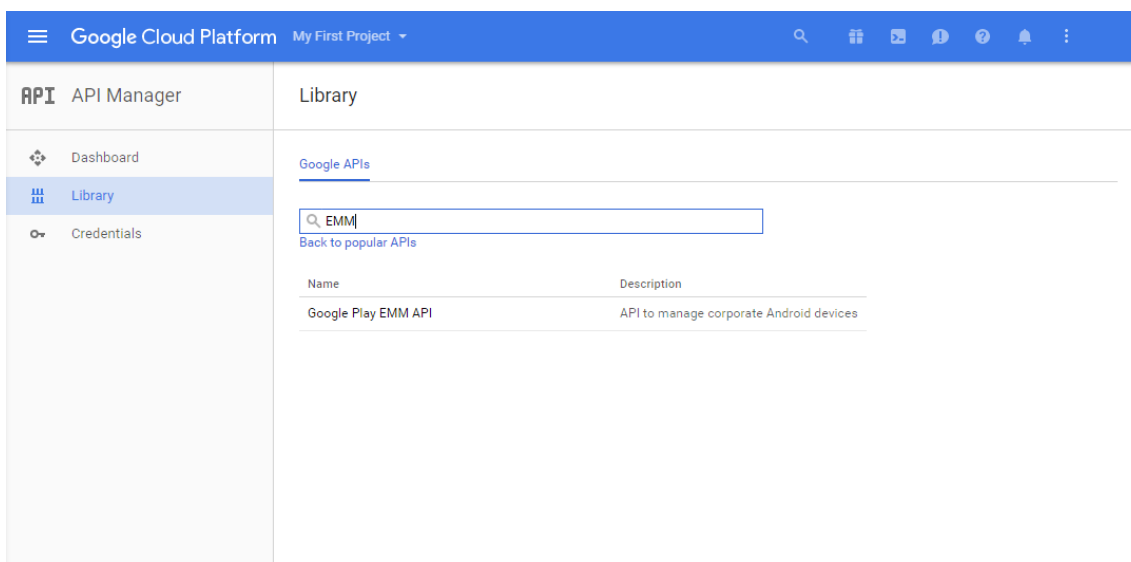 Google Cloud Platform My First Project
API API Manager
Library
Dashboard
Library
Credentials
Google APIs
EMM
Back to popular APIs
Name Description
Google Play EMM API API to manage corporate Android devices